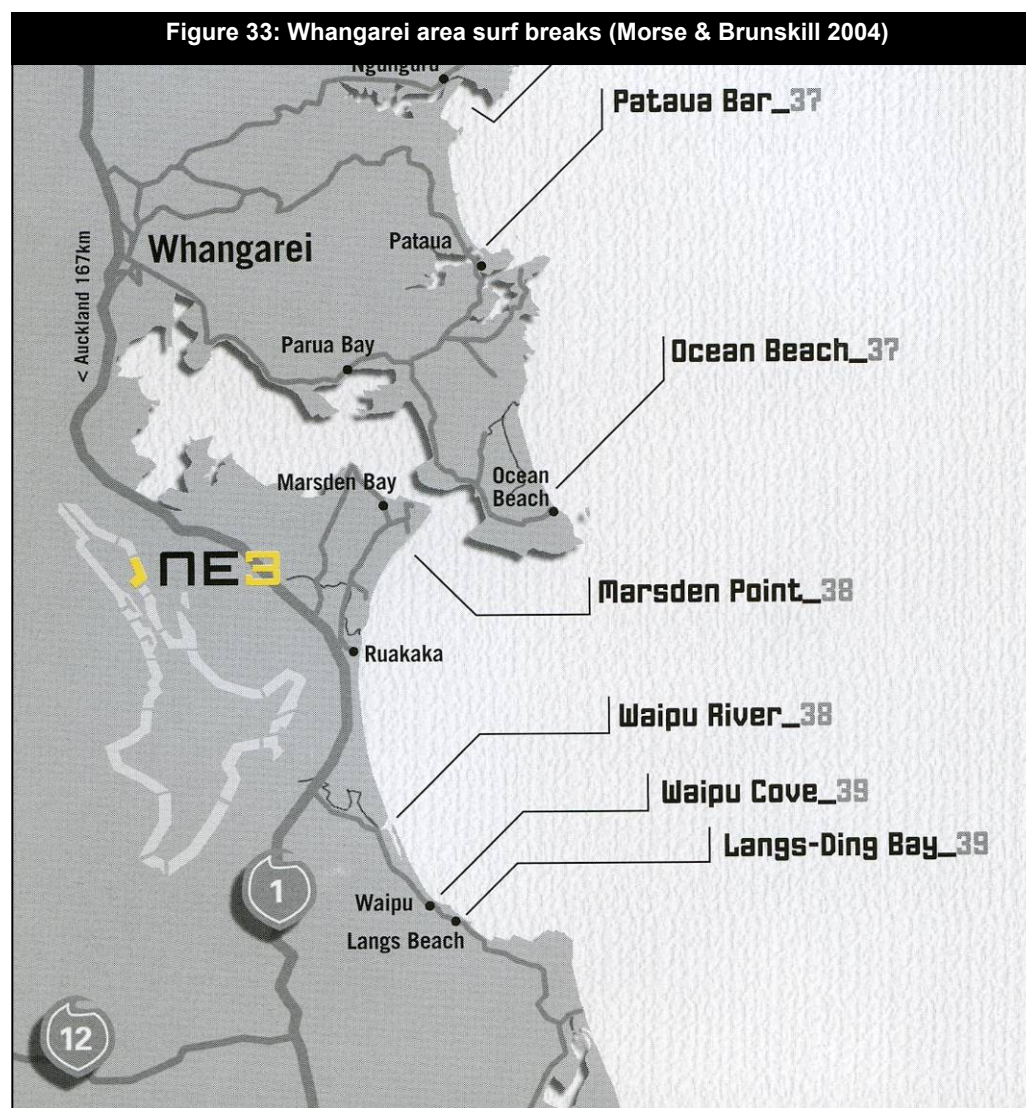 Figure 33: Whangarei area surf breaks (Morse & Brunskill 2004)
Ngunguru
Pataua Bar_37
Whangarei
Pataua
< Auckland 167km
Ocean Beach_37
Parua Bay
Marsden Bay
Ocean
Beach
NE3
Marsden Point_38
Ruakaka
Waipu River_38
Waipu Cove_39
Langs-Ding Bay_39
1
Waipu
Langs Beach
12